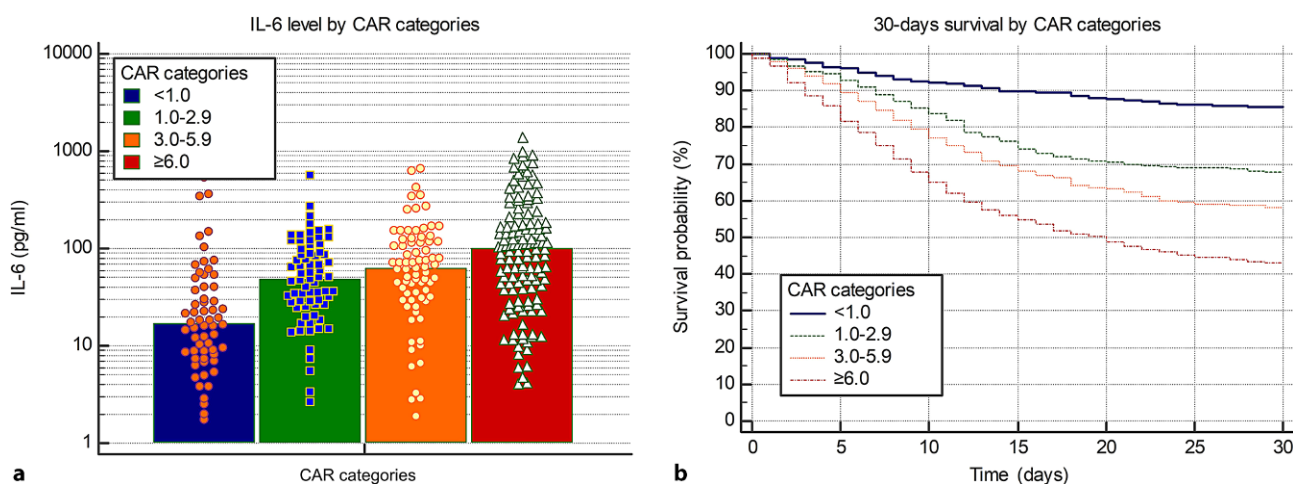 IL-6 level by CAR categories
10000
1000
100
10
1
IL-6 (pg/ml)
CAR categories
<1.0
1.0-2.9
3.0-5.9
≥6.0
CAR categories
a
30-days survival by CAR categories
100
90
80
70
60
50
40
30
20
10
0
Survival probability (%)
CAR categories
<1.0
1.0-2.9
3.0-5.9
≥6.0
0 5 10 15 20 25 30
Time (days)
b